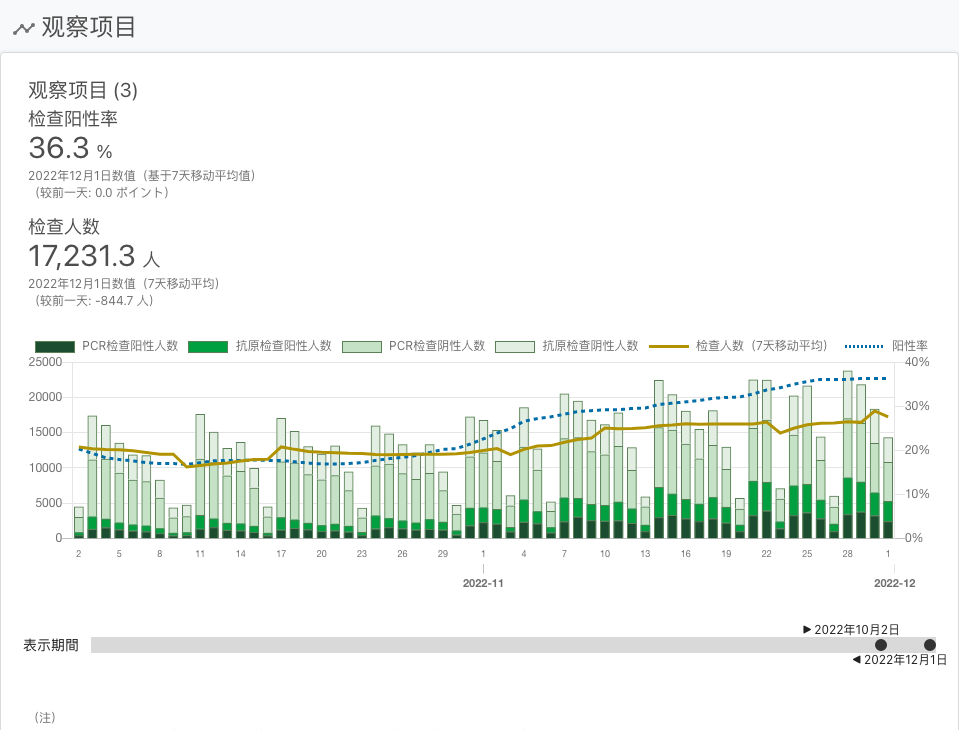 观察项目
观察项目 (3)
检查阳性率
36.3 %
2022年12月1日数值（基于7天移动平均值）
（较前一天: 0.0 ポイント）
检查人数
17,231.3 人
2022年12月1日数值（7天移动平均）
（较前一天: -844.7 人）
PCR检查阳性人数 抗原检查阳性人数 PCR检查阴性人数 抗原检查阴性人数 检查人数（7天移动平均） 阳性率
25000 40%
20000 30%
15000 20%
10000 10%
5000
0 0%
2 5 8 11 14 17 20 23 26 29 1 4 7 10 13 16 19 22 25 28 1
2022-11 2022-12
2022年10月2日
表示期間
2022年12月1日
（注）